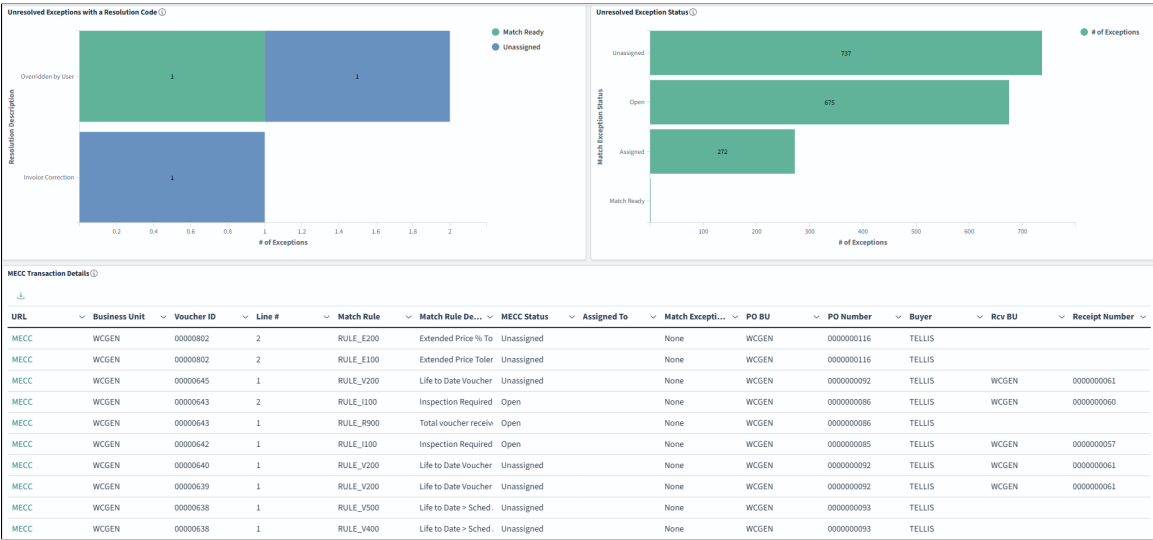 Unresolved Exceptions with a Resolution Code
Match Ready
Unassigned
Resolution Description
Overridden by User
1 1
Invoice Correction
1
0.2 0.4 0.6 0.8 1 1.2 1.4 1.6 1.8 2
# of Exceptions
Unresolved Exception Status
# of Exceptions
Match Exception Status
Unassigned 737
Open 675
Assigned 272
Match Ready
100 200 300 400 500 600 700
# of Exceptions
MECC Transaction Details
URL Business Unit Voucher ID Line # Match Rule Match Rule De... MECC Status Assigned To Match Excepti... PO BU PO Number Buyer Rcv BU Receipt Number
MECC WCGEN 00000802 2 RULE_E200 Extended Price % To Unassigned None WCGEN 0000000116 TELLIS
MECC WCGEN 00000802 2 RULE_E100 Extended Price Toler Unassigned None WCGEN 0000000116 TELLIS
MECC WCGEN 00000645 1 RULE_V200 Life to Date Voucher Unassigned None WCGEN 0000000092 TELLIS WCGEN 0000000061
MECC WCGEN 00000643 2 RULE_I100 Inspection Required Open None WCGEN 0000000086 TELLIS WCGEN 0000000060
MECC WCGEN 00000643 1 RULE_R900 Total voucher receiv Open None WCGEN 0000000086 TELLIS
MECC WCGEN 00000642 1 RULE_I100 Inspection Required Open None WCGEN 0000000085 TELLIS WCGEN 0000000057
MECC WCGEN 00000640 1 RULE_V200 Life to Date Voucher Unassigned None WCGEN 0000000092 TELLIS WCGEN 0000000061
MECC WCGEN 00000639 1 RULE_V200 Life to Date Voucher Unassigned None WCGEN 0000000092 TELLIS WCGEN 0000000061
MECC WCGEN 00000638 1 RULE_V500 Life to Date > Sched. Unassigned None WCGEN 0000000093 TELLIS
MECC WCGEN 00000638 1 RULE_V400 Life to Date > Sched. Unassigned None WCGEN 0000000093 TELLIS